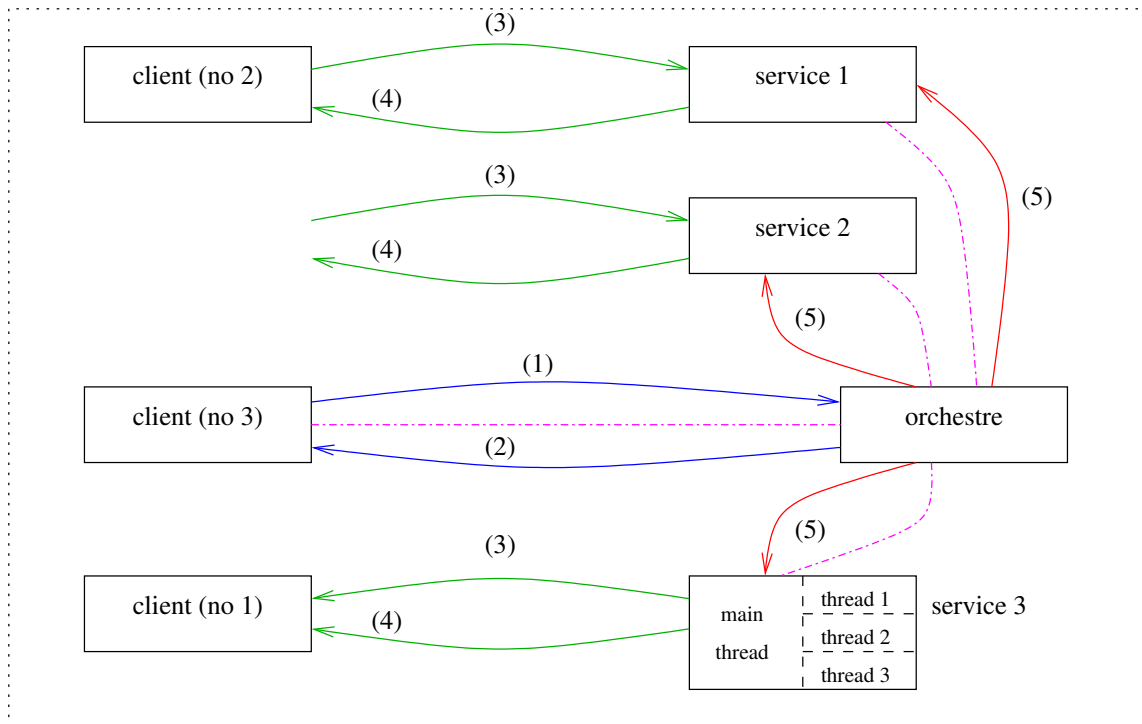 (3)
client (no 2)
service 1
(4)
(3)
(5)
service 2
(4)
(5)
(1)
client (no 3)
orchestre
(2)
(5)
(3)
client (no 1)
thread 1
service 3
main
(4)
thread 2
thread
thread 3